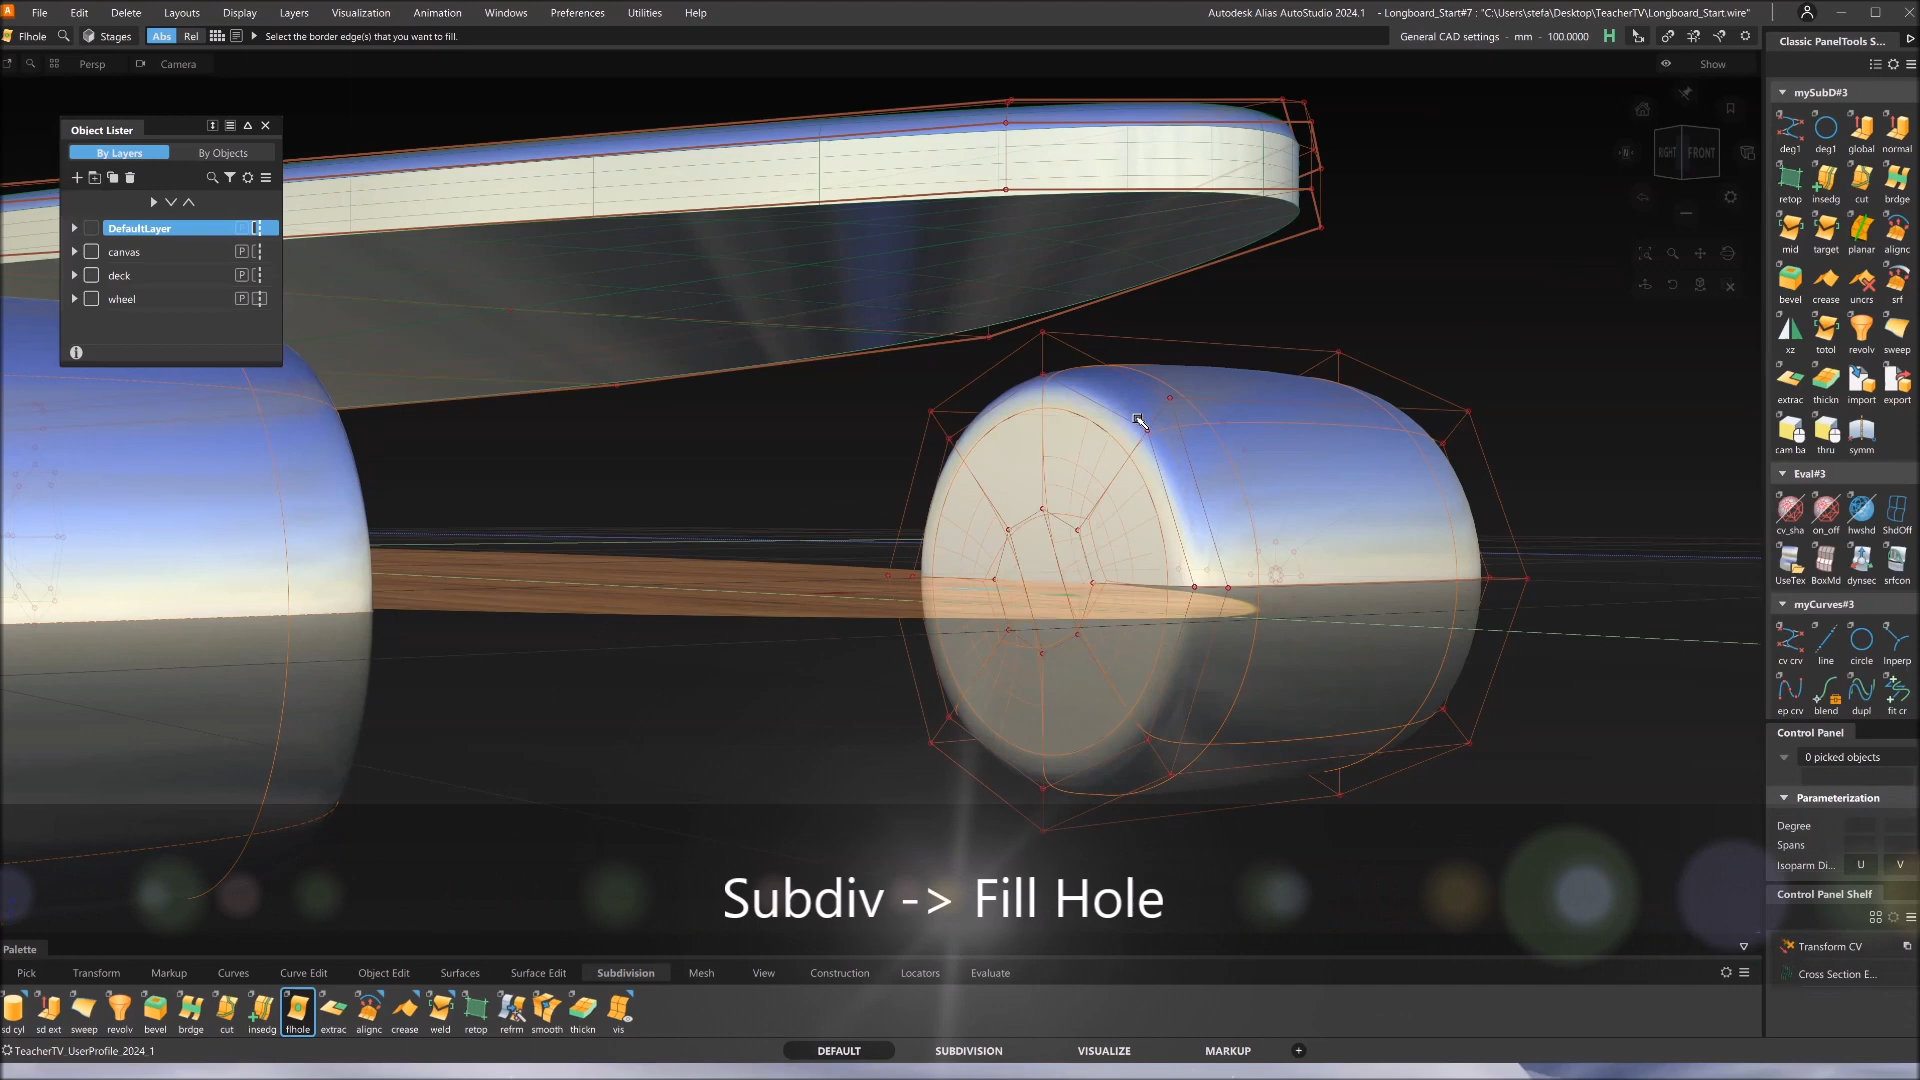 File Edit Delete Layouts Display Layers Visualization Animation Windows Preferences Utilities Help
Autodesk Alias AutoStudio 2024.1 - Longboard_Start#7 : "C:\Users\stefa\Desktop\TeacherTV\Longboard_Start.wire"
Flhole Stages Abs Rel Select the border edge(s) that you want to fill.
General CAD settings - mm - 100.0000
Persp Camera
Show
RIGHT FRONT
Object Lister
By Layers By Objects
DefaultLayer
canvas P
deck P
wheel P
Subdiv -> Fill Hole
Classic PanelTools S...
mySubD#3
deg1 deg1 global normal
retop insedg cut brdge
mid target planar alignc
bevel crease uncrs srf
xz totol revolv sweep
extrac thickn import export
cam ba thru symm
Eval#3
cv_sha on_off hwshd ShdOff
UseTex BoxMd dynsec srfcon
myCurves#3
cv crv line circle Inperp
ep crv blend dupl fit cr
Control Panel
0 picked objects
Parameterization
Degree
Spans
Isoparm Di... U V
Control Panel Shelf
Transform CV
Cross Section E...
Palette
Pick Transform Markup Curves Curve Edit Object Edit Surfaces Surface Edit Subdivision Mesh View Construction Locators Evaluate
sd cyl sd ext sweep revolv bevel brdge cut insedg flhole extrac alignc crease weld retop refrm smooth thickn vis
TeacherTV_UserProfile_2024_1
DEFAULT SUBDIVISION VISUALIZE MARKUP